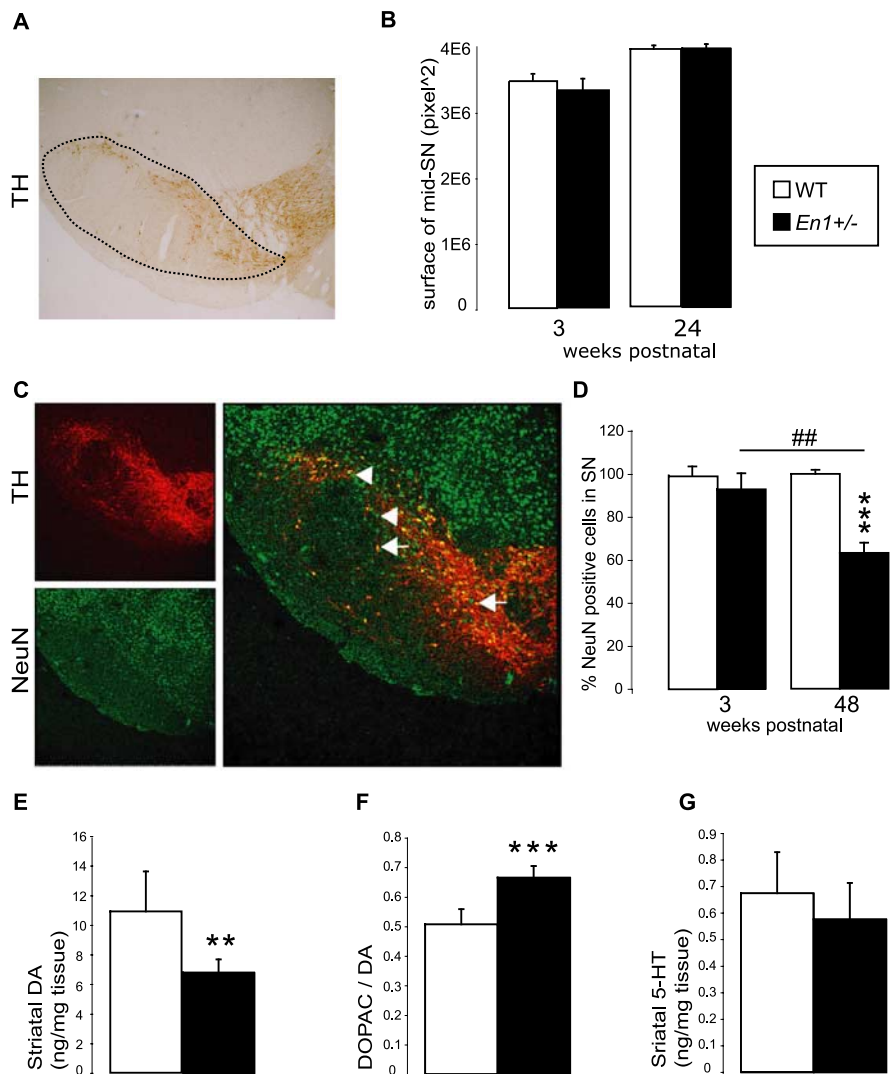 A
TH
B
surface of mid-SN (pixel^2)
4E6
3E6
2E6
1E6
0
3
24
weeks postnatal
WT
En1+/-
C
TH
NeuN
D
% NeuN positive cells in SN
120
100
80
60
40
20
0
##
***
3
48
weeks postnatal
E
Striatal DA
(ng/mg tissue)
16
14
12
10
8
6
4
2
0
**
F
DOPAC / DA
0.8
0.7
0.6
0.5
0.4
0.3
0.2
0.1
0
***
G
Sriatal 5-HT
(ng/mg tissue)
0.9
0.8
0.7
0.6
0.5
0.4
0.3
0.2
0.1
0